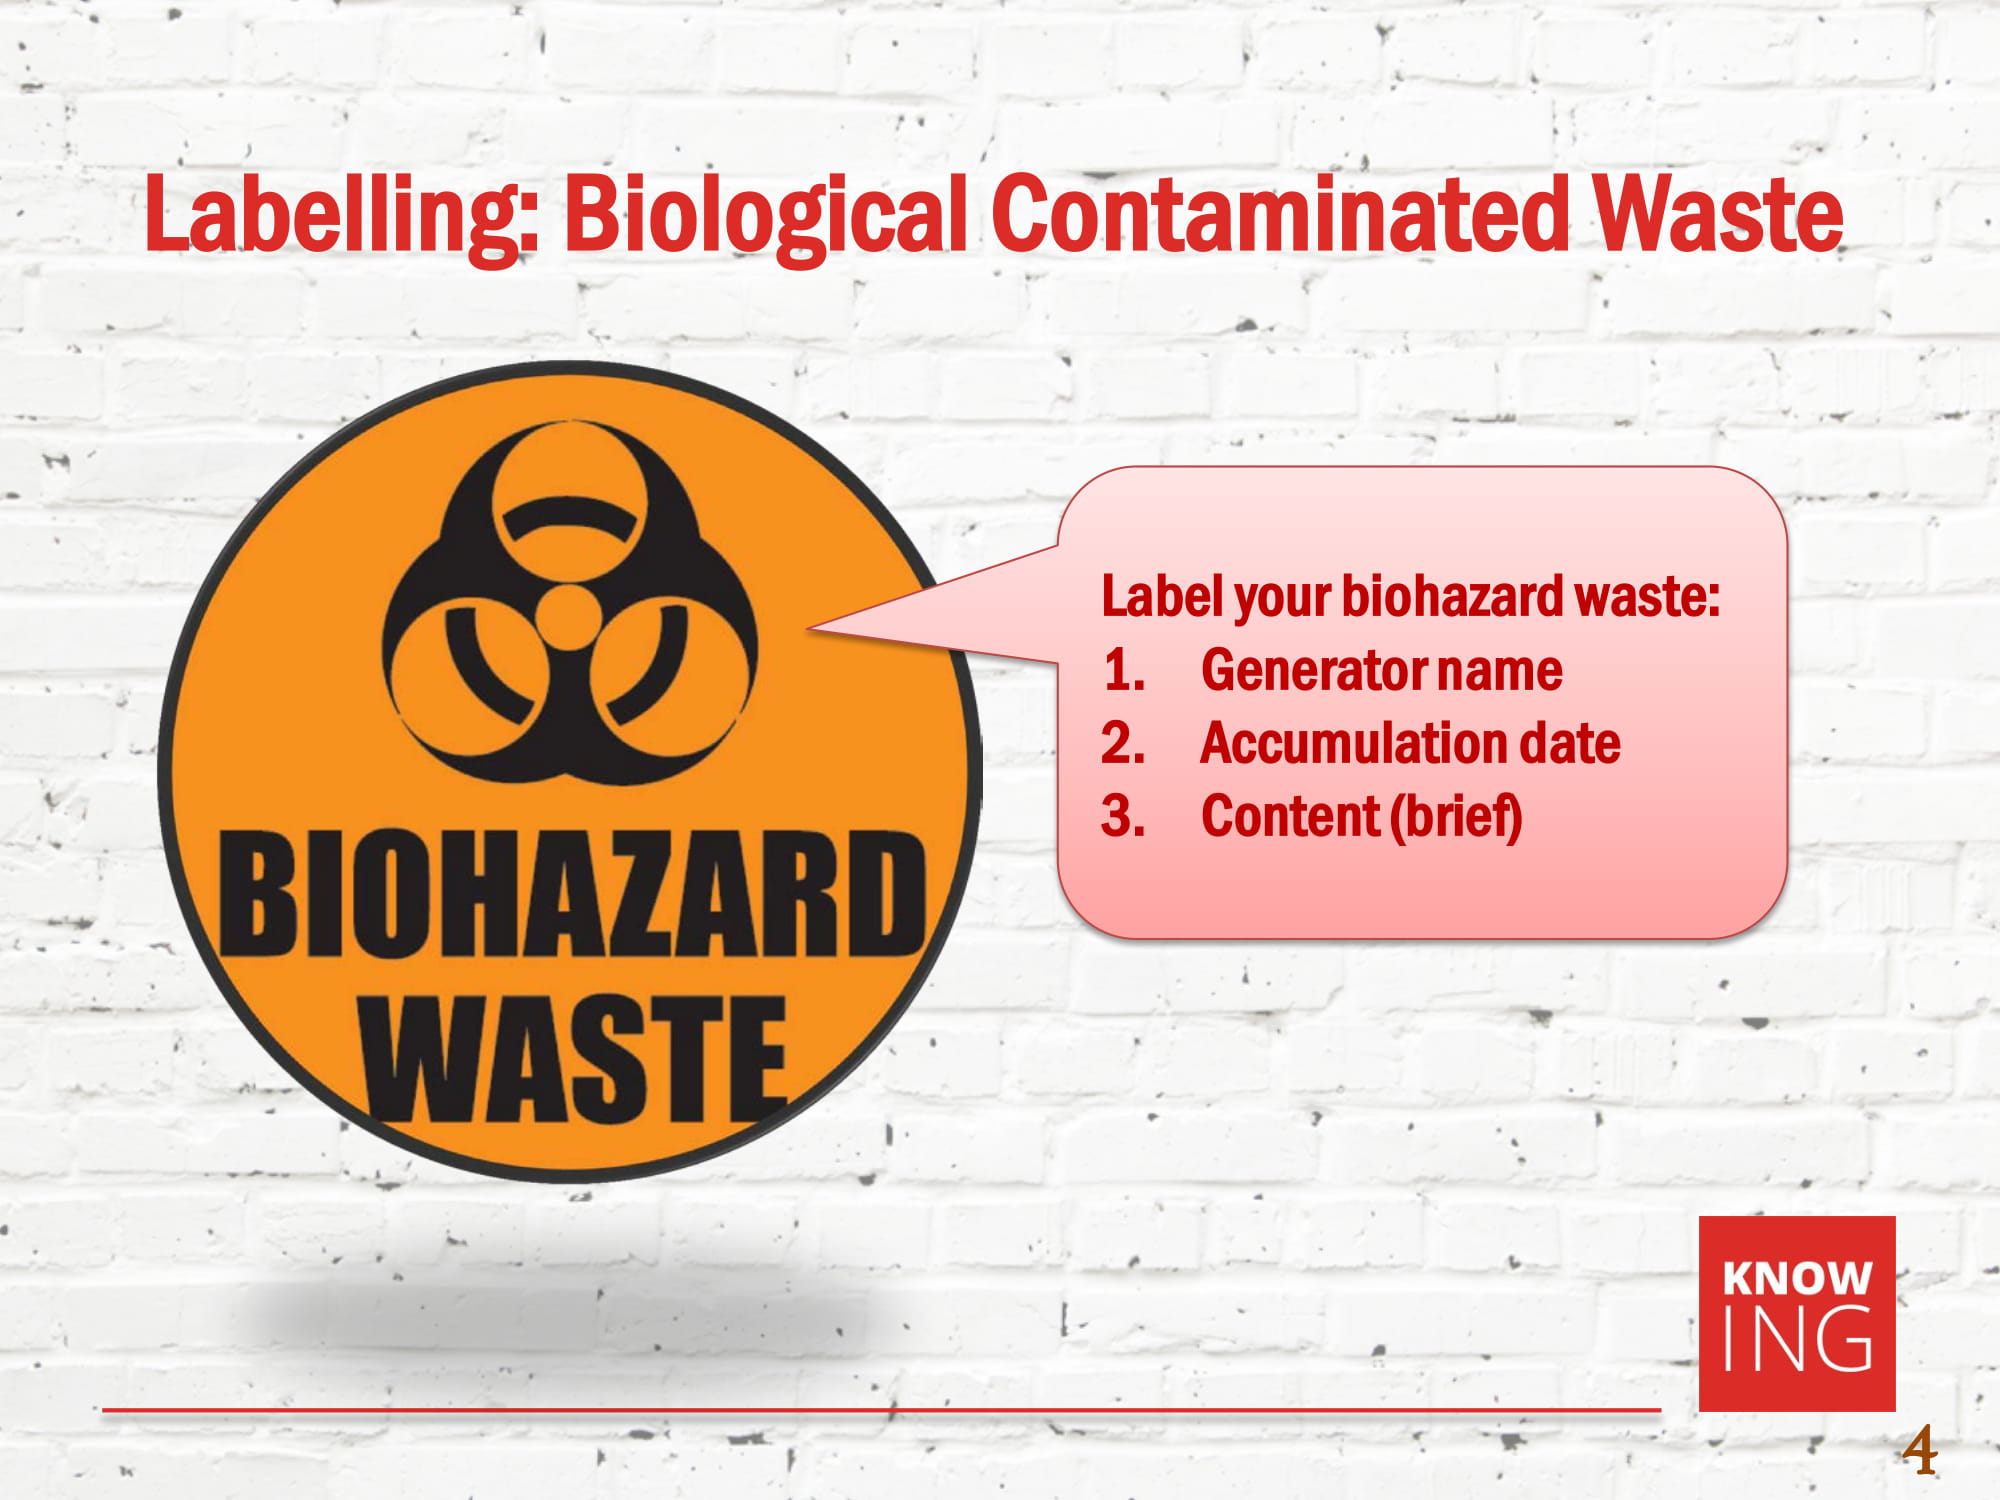 Labelling: Biological Contaminated Waste
BIOHAZARD
WASTE
Label your biohazard waste:
1. Generator name
2. Accumulation date
3. Content (brief)
KNOW
ING
4